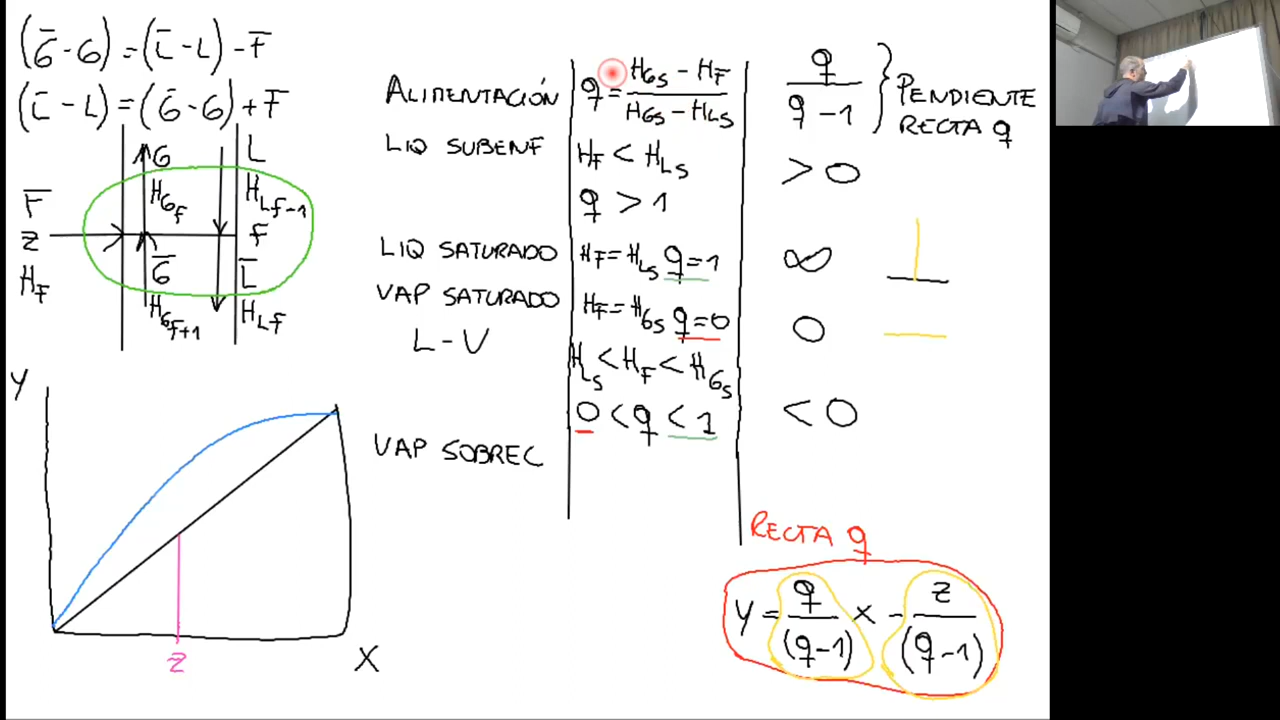 (G̅ - G) = (L̅ - L) - F̅
(L̅ - L) = (G̅ - G) + F̅
G L
F̅ H_Gf H_Lf-1
z f
H_F G̅ L̅
H_Gf+1 H_Lf
ALIMENTACIÓN q = (H_Gs - H_F) / (H_Gs - H_Ls) q / (q - 1) } PENDIENTE
RECTA q
LIQ SUBENF H_F < H_Ls > 0
q > 1
LIQ SATURADO H_F = H_Ls q = 1 ∞
VAP SATURADO H_F = H_Gs q = 0 0
L - V H_Ls < H_F < H_Gs
0 < q < 1 < 0
VAP SOBREC
Y
z X
RECTA q
y = q / (q-1) x - z / (q-1)